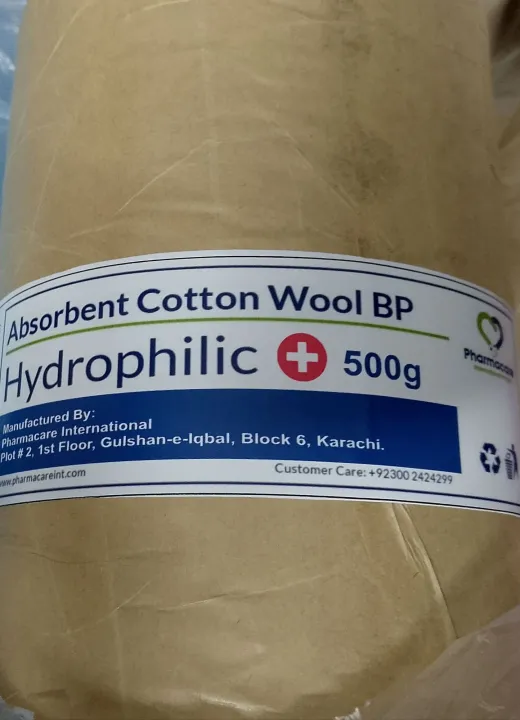 Absorbent Cotton Wool BP
Hydrophilic
500g
Pharmacare
Manufactured By:
Pharmacare International
Plot # 2, 1st Floor, Gulshan-e-Iqbal, Block 6, Karachi.
www.pharmacareint.com
Customer Care: +92300 2424299